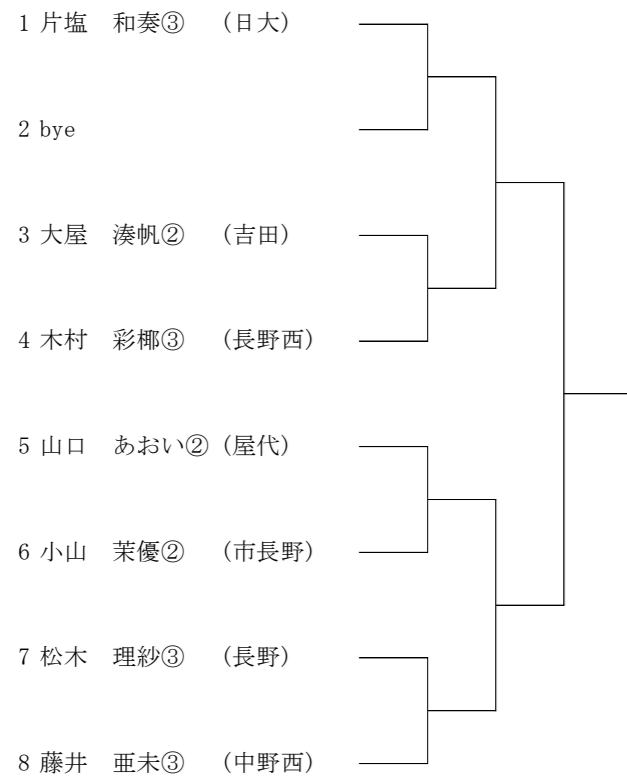 1 片塩　和奏③　（日大）
2 bye
3 大屋　湊帆②　（吉田）
4 木村　彩椰③　（長野西）
5 山口　あおい②（屋代）
6 小山　茉優②　（市長野）
7 松木　理紗③　（長野）
8 藤井　亜未③　（中野西）